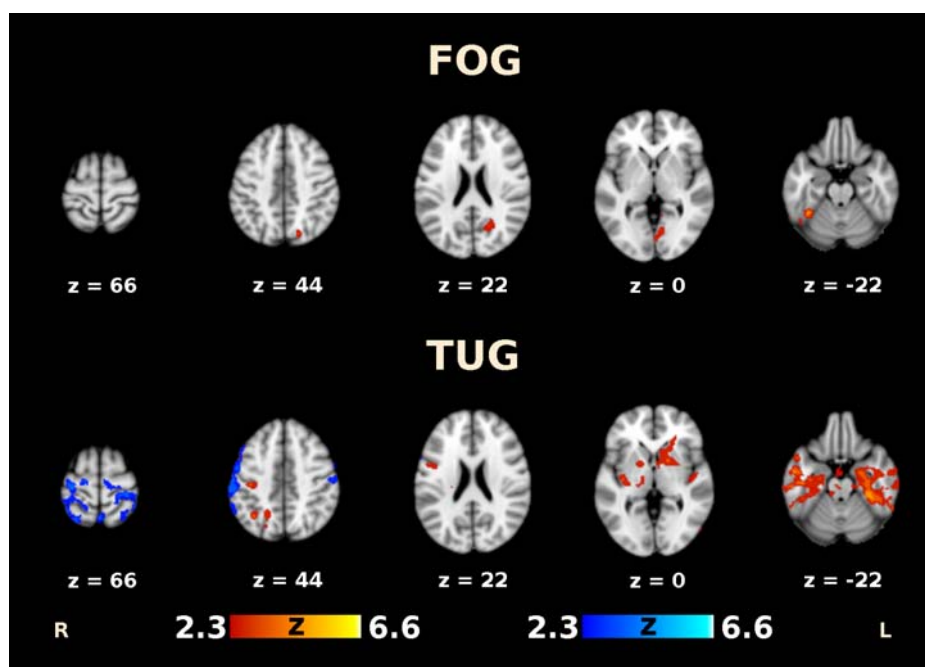 FOG
z = 66 z = 44 z = 22 z = 0 z = -22
TUG
z = 66 z = 44 z = 22 z = 0 z = -22
R 2.3 z 6.6 2.3 z 6.6 L